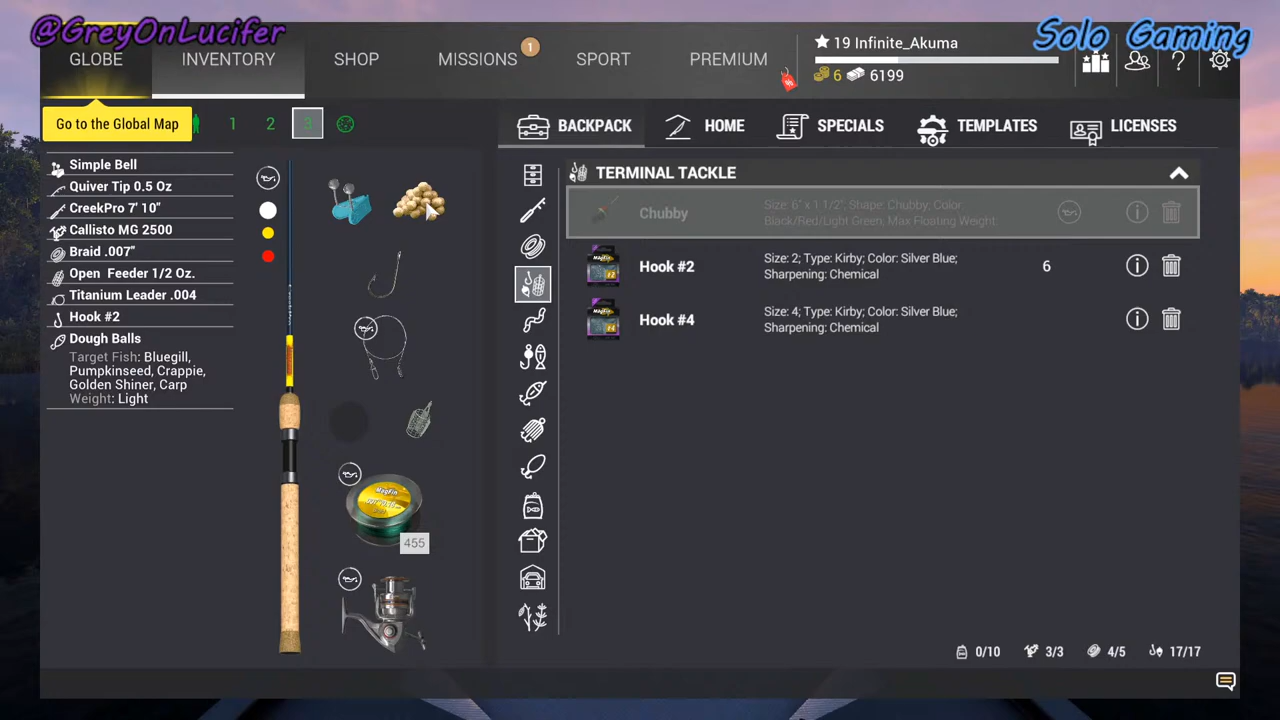 @GreyOnLucifer
Solo Gaming
GLOBE
INVENTORY
SHOP
MISSIONS
1
SPORT
PREMIUM
19 Infinite_Akuma
6 6199
Go to the Global Map
1 2 3
BACKPACK
HOME
SPECIALS
TEMPLATES
LICENSES
Simple Bell
Quiver Tip 0.5 Oz
CreekPro 7' 10"
Callisto MG 2500
Braid .007"
Open Feeder 1/2 Oz.
Titanium Leader .004
Hook #2
Dough Balls
Target Fish: Bluegill,
Pumpkinseed, Crappie,
Golden Shiner, Carp
Weight: Light
MagFin
455
TERMINAL TACKLE
Chubby
Size: 6" x 1 1/2"; Shape: Chubby; Color:
Black/Red/Light Green, Max Floating Weight
Hook #2
Size: 2; Type: Kirby; Color: Silver Blue;
Sharpening: Chemical
6
Hook #4
Size: 4; Type: Kirby; Color: Silver Blue;
Sharpening: Chemical
0/10
3/3
4/5
17/17